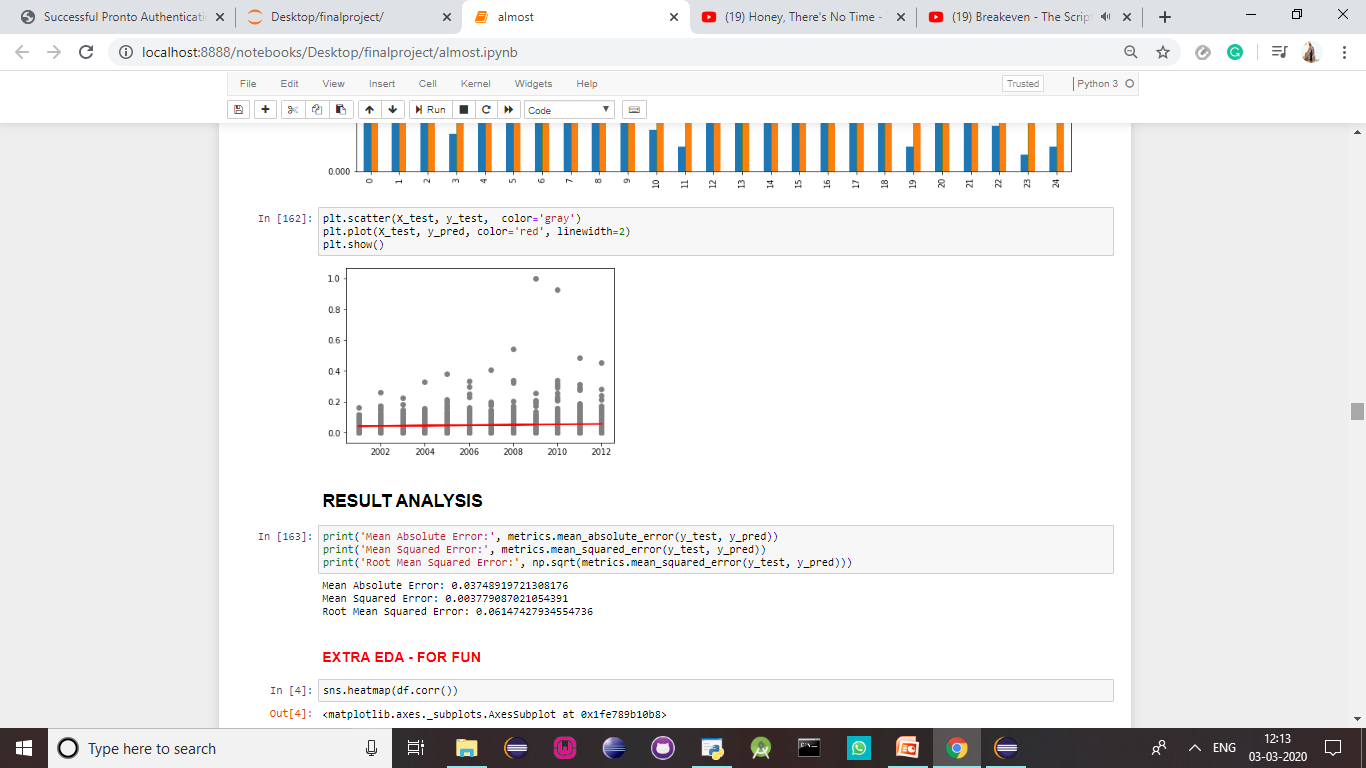 Successful Pronto Authenticati
Desktop/finalproject/
almost
(19) Honey, There's No Time -
(19) Breakeven - The Script
localhost:8888/notebooks/Desktop/finalproject/almost.ipynb
File Edit View Insert Cell Kernel Widgets Help
Trusted
Python 3
Run
Code
0.000
0 1 2 3 4 5 6 7 8 9 10 11 12 13 14 15 16 17 18 19 20 21 22 23 24
In [162]:
plt.scatter(X_test, y_test,  color='gray')
plt.plot(X_test, y_pred, color='red', linewidth=2)
plt.show()
1.0
0.8
0.6
0.4
0.2
0.0
2002 2004 2006 2008 2010 2012
RESULT ANALYSIS
In [163]:
print('Mean Absolute Error:', metrics.mean_absolute_error(y_test, y_pred))
print('Mean Squared Error:', metrics.mean_squared_error(y_test, y_pred))
print('Root Mean Squared Error:', np.sqrt(metrics.mean_squared_error(y_test, y_pred)))
Mean Absolute Error: 0.03748919721308176
Mean Squared Error: 0.003779087021054391
Root Mean Squared Error: 0.06147427934554736
EXTRA EDA - FOR FUN
In [4]:
sns.heatmap(df.corr())
Out[4]:
<matplotlib.axes._subplots.AxesSubplot at 0x1fe789b10b8>
Type here to search
ENG
12:13
03-03-2020